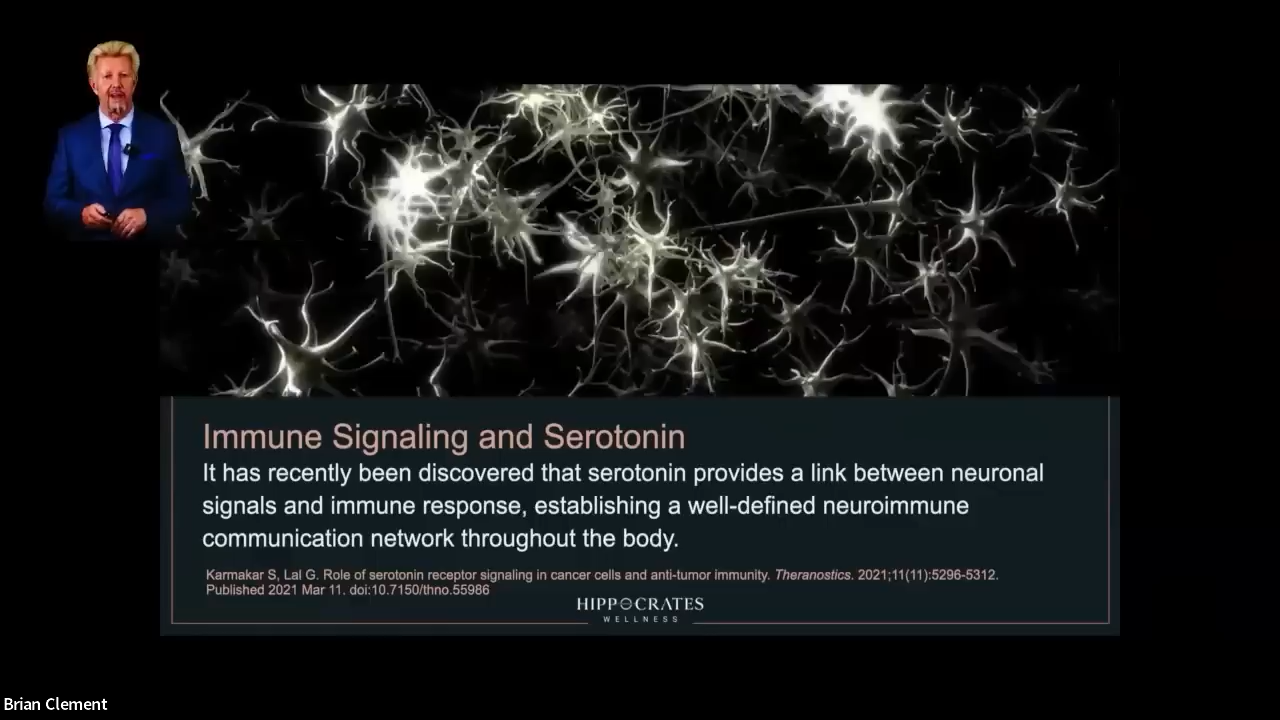 Immune Signaling and Serotonin
It has recently been discovered that serotonin provides a link between neuronal
signals and immune response, establishing a well-defined neuroimmune
communication network throughout the body.
Karmakar S, Lal G. Role of serotonin receptor signaling in cancer cells and anti-tumor immunity. Theranostics. 2021;11(11):5296-5312.
Published 2021 Mar 11. doi:10.7150/thno.55986
HIPPOCRATES
WELLNESS
Brian Clement